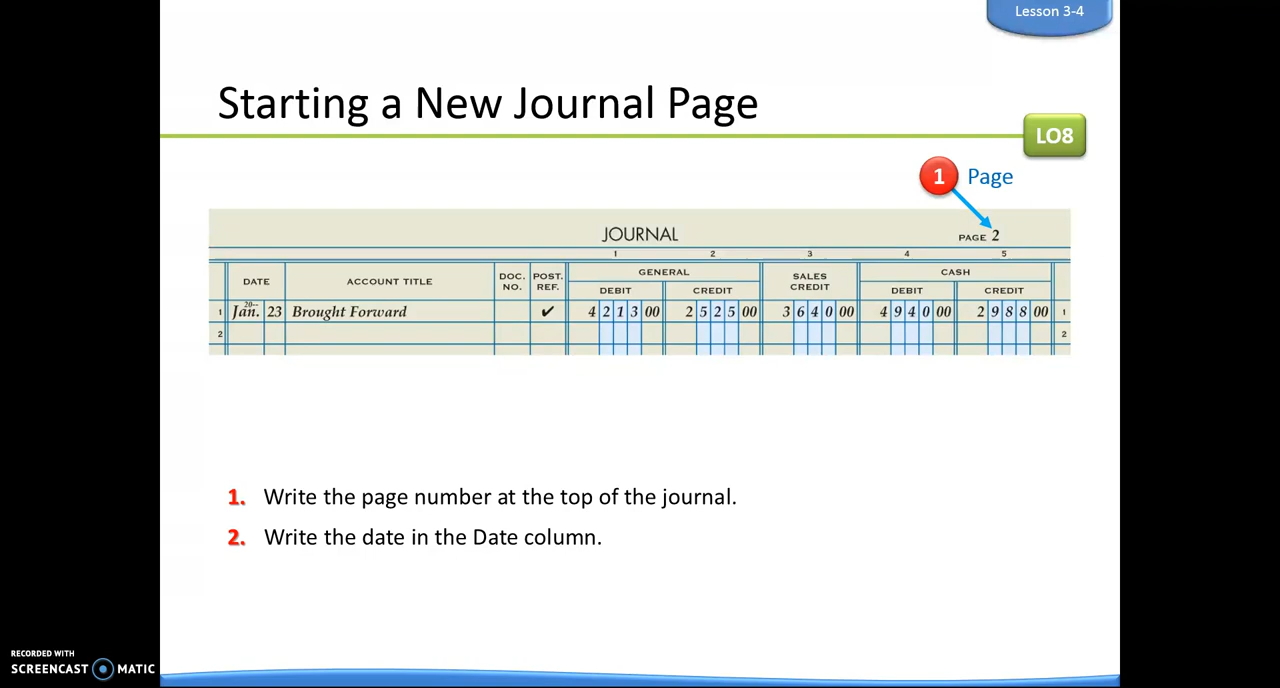 Lesson 3-4
Starting a New Journal Page
LO8
1 Page
JOURNAL PAGE 2
1 2 3 4 5
DATE ACCOUNT TITLE DOC. NO. POST. REF. GENERAL SALES CREDIT CASH
DEBIT CREDIT DEBIT CREDIT
1 20-- Jan. 23 Brought Forward ✔ 4 2 1 3 00 2 5 2 5 00 3 6 4 0 00 4 9 4 0 00 2 9 8 8 00 1
2 2
1. Write the page number at the top of the journal.
2. Write the date in the Date column.
RECORDED WITH
SCREENCAST MATIC